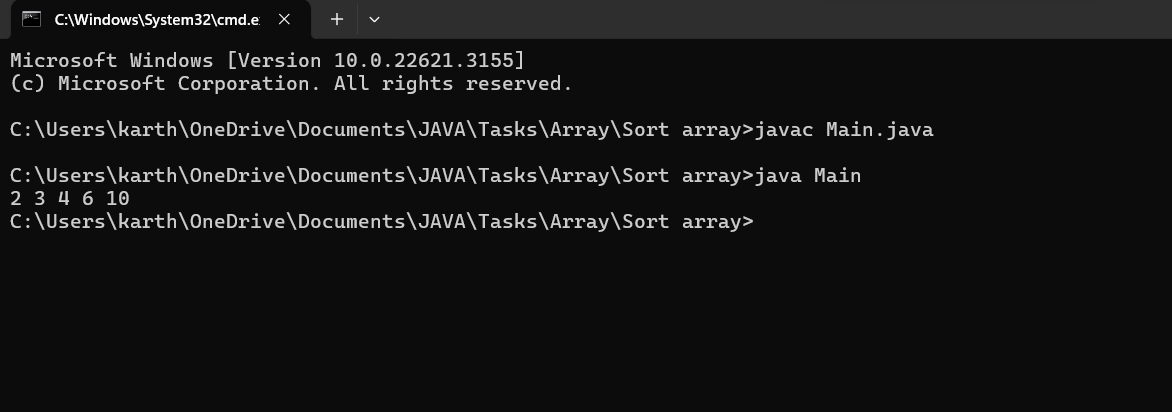 C:\Windows\System32\cmd.e
Microsoft Windows [Version 10.0.22621.3155]
(c) Microsoft Corporation. All rights reserved.
C:\Users\karth\OneDrive\Documents\JAVA\Tasks\Array\Sort array>javac Main.java
C:\Users\karth\OneDrive\Documents\JAVA\Tasks\Array\Sort array>java Main
2 3 4 6 10
C:\Users\karth\OneDrive\Documents\JAVA\Tasks\Array\Sort array>